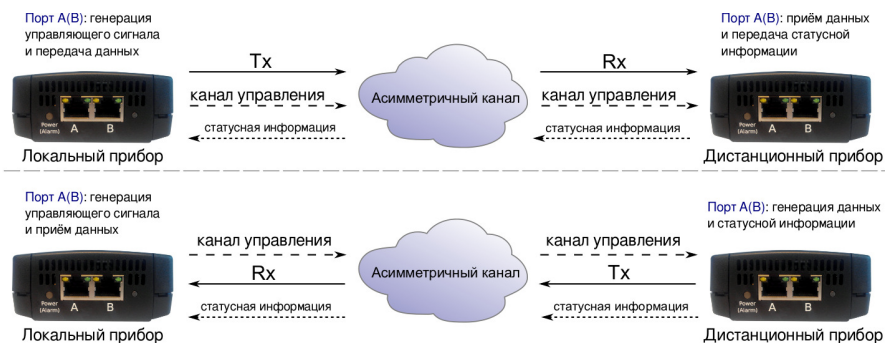 Порт А(В): генерация
управляющего сигнала
и передача данных
Порт А(В): приём данных
и передача статусной
информации
Tx
Rx
канал управления
Асимметричный канал
канал управления
статусная информация
статусная информация
Power
(Alarm)
A
B
Power
(Alarm)
A
B
Локальный прибор
Дистанционный прибор
Порт А(В): генерация
управляющего сигнала
и приём данных
Порт А(В): генерация данных
и статусной информации
канал управления
канал управления
Rx
Асимметричный канал
Tx
статусная информация
статусная информация
Power
(Alarm)
A
B
Power
(Alarm)
A
B
Локальный прибор
Дистанционный прибор